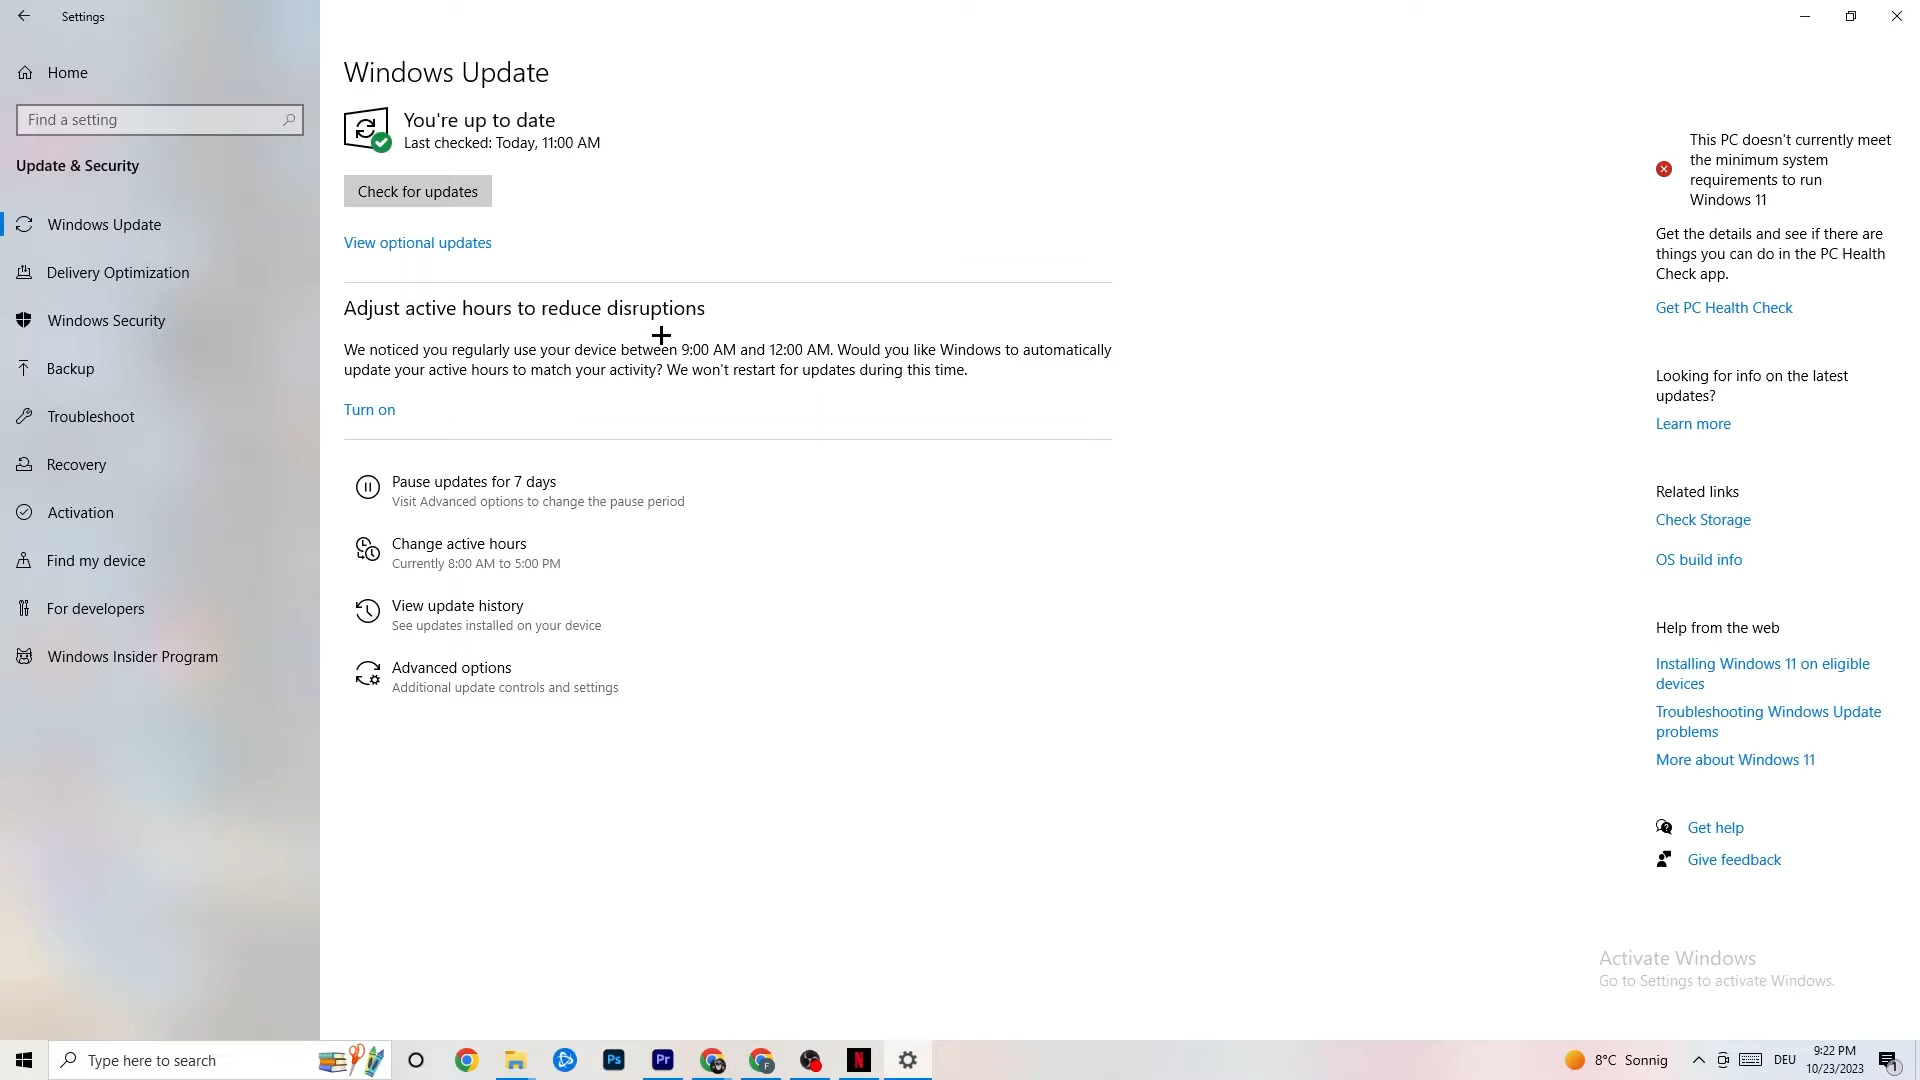 Settings
Home
Find a setting
Update & Security
Windows Update
Delivery Optimization
Windows Security
Backup
Troubleshoot
Recovery
Activation
Find my device
For developers
Windows Insider Program
Windows Update
You're up to date
Last checked: Today, 11:00 AM
Check for updates
View optional updates
Adjust active hours to reduce disruptions
We noticed you regularly use your device between 9:00 AM and 12:00 AM. Would you like Windows to automatically
update your active hours to match your activity? We won't restart for updates during this time.
Turn on
Pause updates for 7 days
Visit Advanced options to change the pause period
Change active hours
Currently 8:00 AM to 5:00 PM
View update history
See updates installed on your device
Advanced options
Additional update controls and settings
This PC doesn't currently meet
the minimum system
requirements to run
Windows 11
Get the details and see if there are
things you can do in the PC Health
Check app.
Get PC Health Check
Looking for info on the latest
updates?
Learn more
Related links
Check Storage
OS build info
Help from the web
Installing Windows 11 on eligible
devices
Troubleshooting Windows Update
problems
More about Windows 11
Get help
Give feedback
Activate Windows
Go to Settings to activate Windows.
Type here to search
Ps
Pr
F
N
8°C Sonnig
DEU
9:22 PM
10/23/2023
1